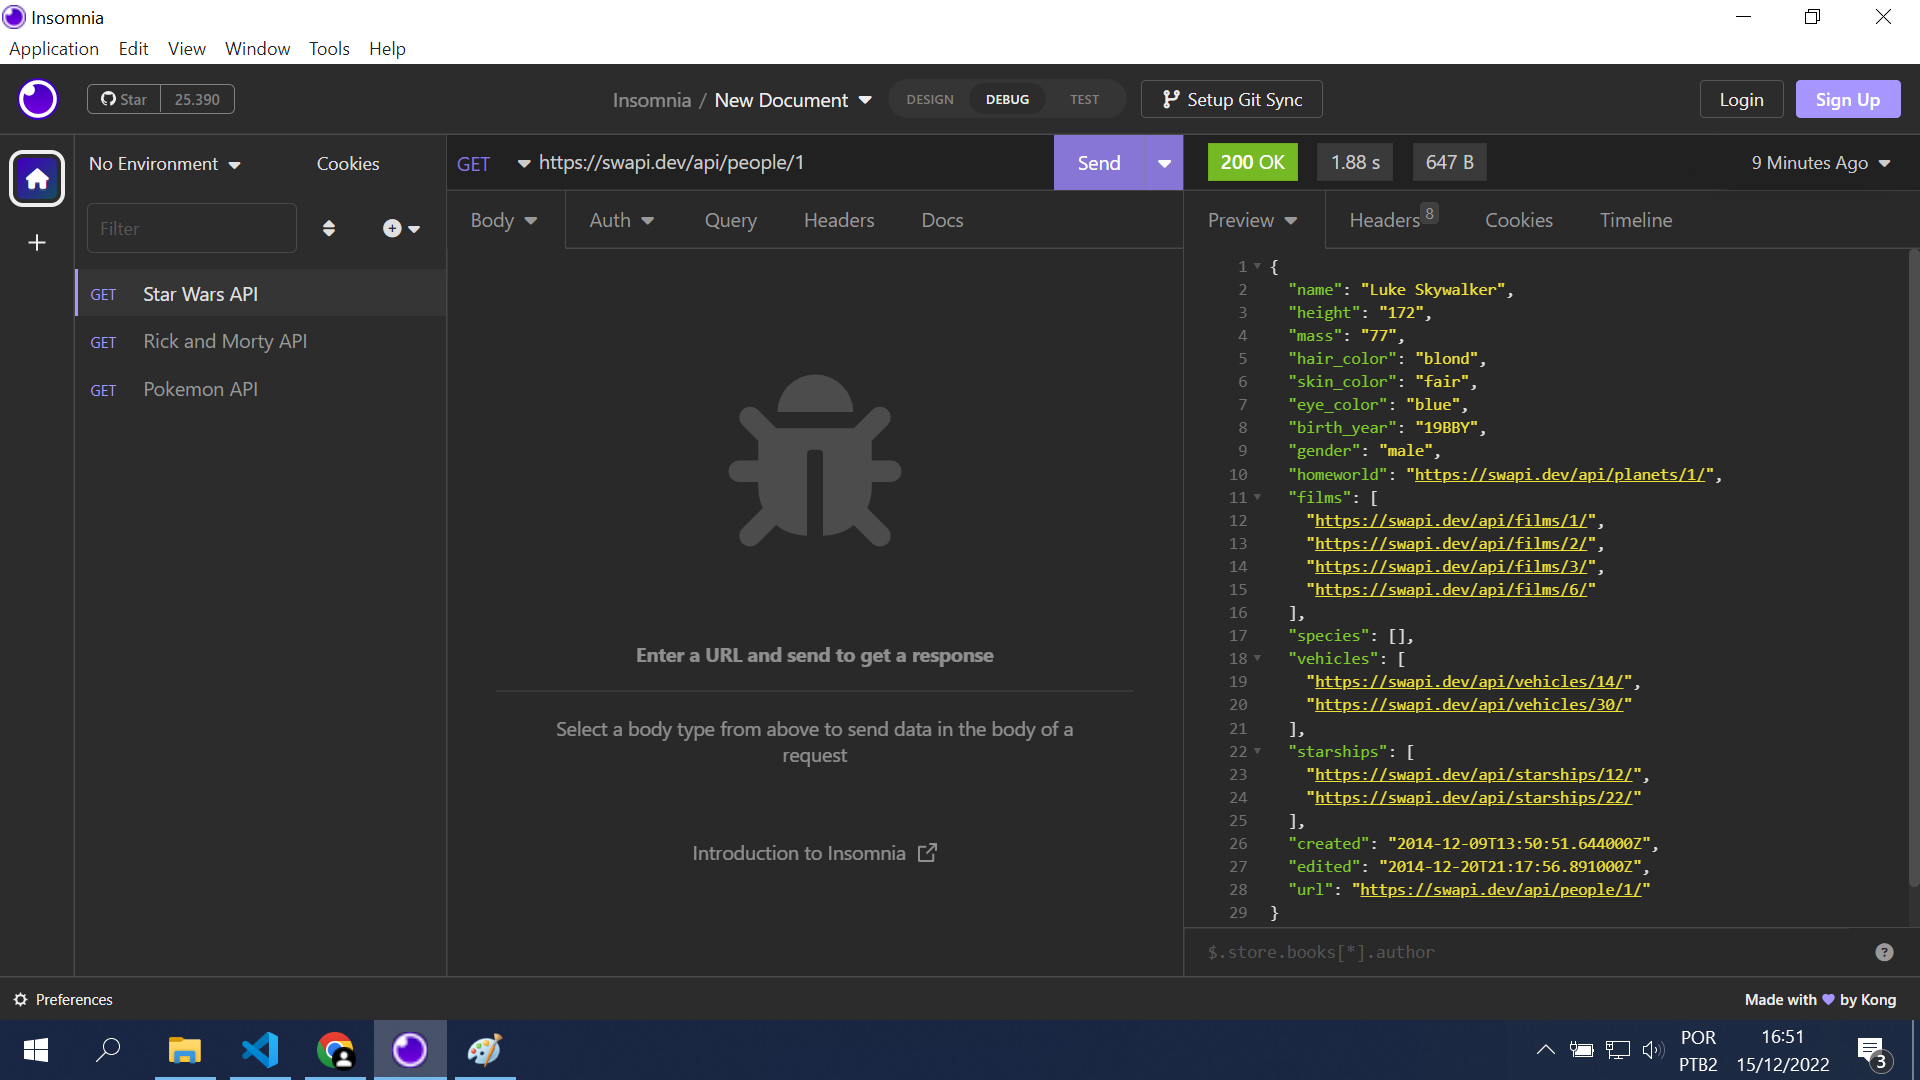 Insomnia
Application Edit View Window Tools Help
Star 25.390
Insomnia / New Document
DESIGN DEBUG TEST
Setup Git Sync
Login Sign Up
No Environment Cookies
Filter
GET Star Wars API
GET Rick and Morty API
GET Pokemon API
GET https://swapi.dev/api/people/1 Send
Body Auth Query Headers Docs
Enter a URL and send to get a response
Select a body type from above to send data in the body of a
request
Introduction to Insomnia
200 OK 1.88 s 647 B 9 Minutes Ago
Preview Headers 8 Cookies Timeline
1 {
2 "name": "Luke Skywalker",
3 "height": "172",
4 "mass": "77",
5 "hair_color": "blond",
6 "skin_color": "fair",
7 "eye_color": "blue",
8 "birth_year": "19BBY",
9 "gender": "male",
10 "homeworld": "https://swapi.dev/api/planets/1/",
11 "films": [
12 "https://swapi.dev/api/films/1/",
13 "https://swapi.dev/api/films/2/",
14 "https://swapi.dev/api/films/3/",
15 "https://swapi.dev/api/films/6/"
16 ],
17 "species": [],
18 "vehicles": [
19 "https://swapi.dev/api/vehicles/14/",
20 "https://swapi.dev/api/vehicles/30/"
21 ],
22 "starships": [
23 "https://swapi.dev/api/starships/12/",
24 "https://swapi.dev/api/starships/22/"
25 ],
26 "created": "2014-12-09T13:50:51.644000Z",
27 "edited": "2014-12-20T21:17:56.891000Z",
28 "url": "https://swapi.dev/api/people/1/"
29 }
$.store.books[*].author
Preferences
Made with 💜 by Kong
POR
PTB2
16:51
15/12/2022
3